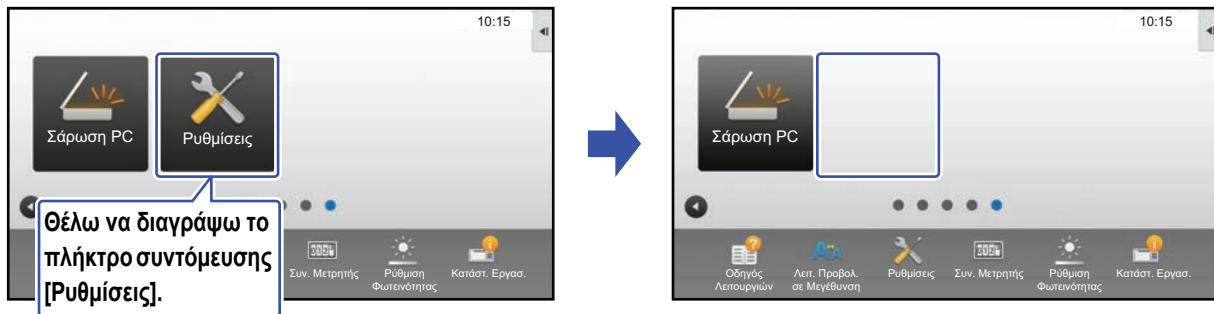 10:15
Σάρωση PC
Ρυθμίσεις
Θέλω να διαγράψω το
πλήκτρο συντόμευσης
[Ρυθμίσεις].
Συν. Μετρητής
Ρύθμιση
Φωτεινότητας
Κατάστ. Εργασ.
10:15
Σάρωση PC
Οδηγός
Λειτουργιών
Λειτ. Προβολ.
σε Μεγέθυνση
Ρυθμίσεις
Συν. Μετρητής
Ρύθμιση
Φωτεινότητας
Κατάστ. Εργασ.